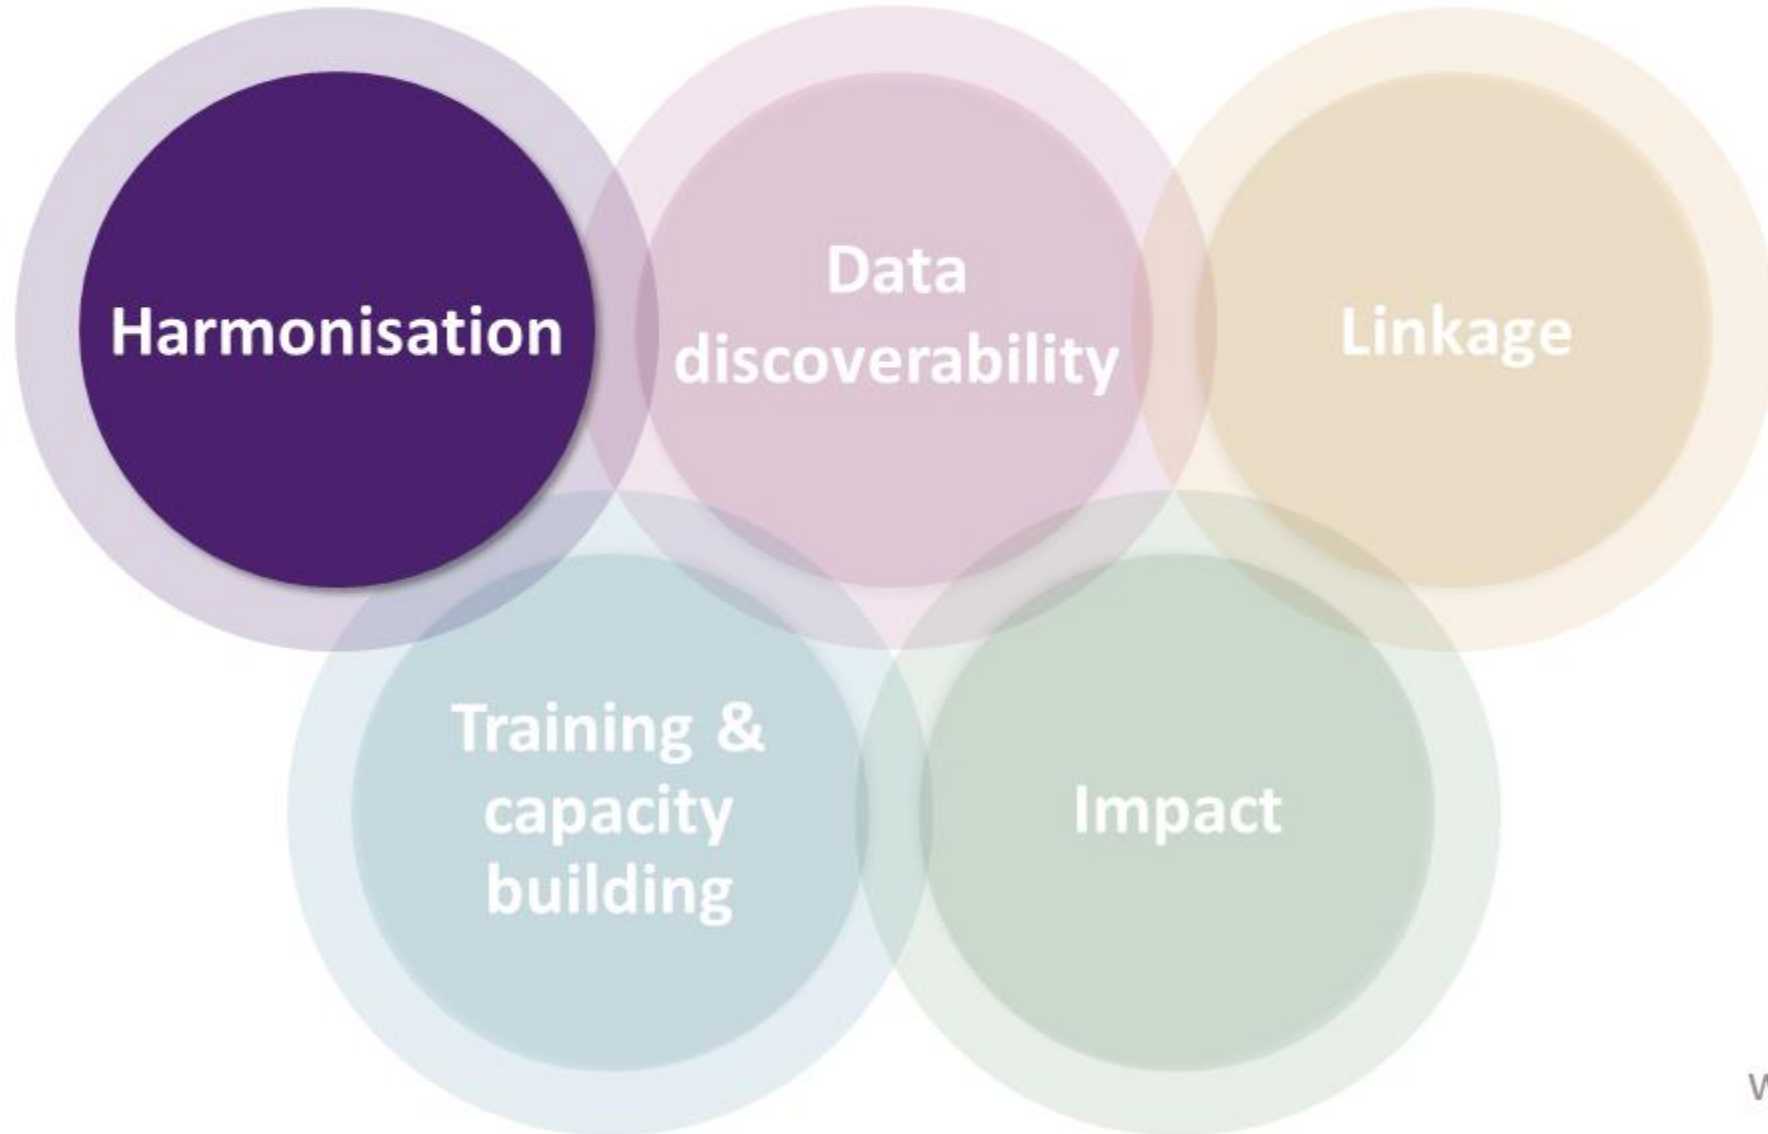 Harmonisation
Data
discoverability
Linkage
Training &
capacity
building
Impact